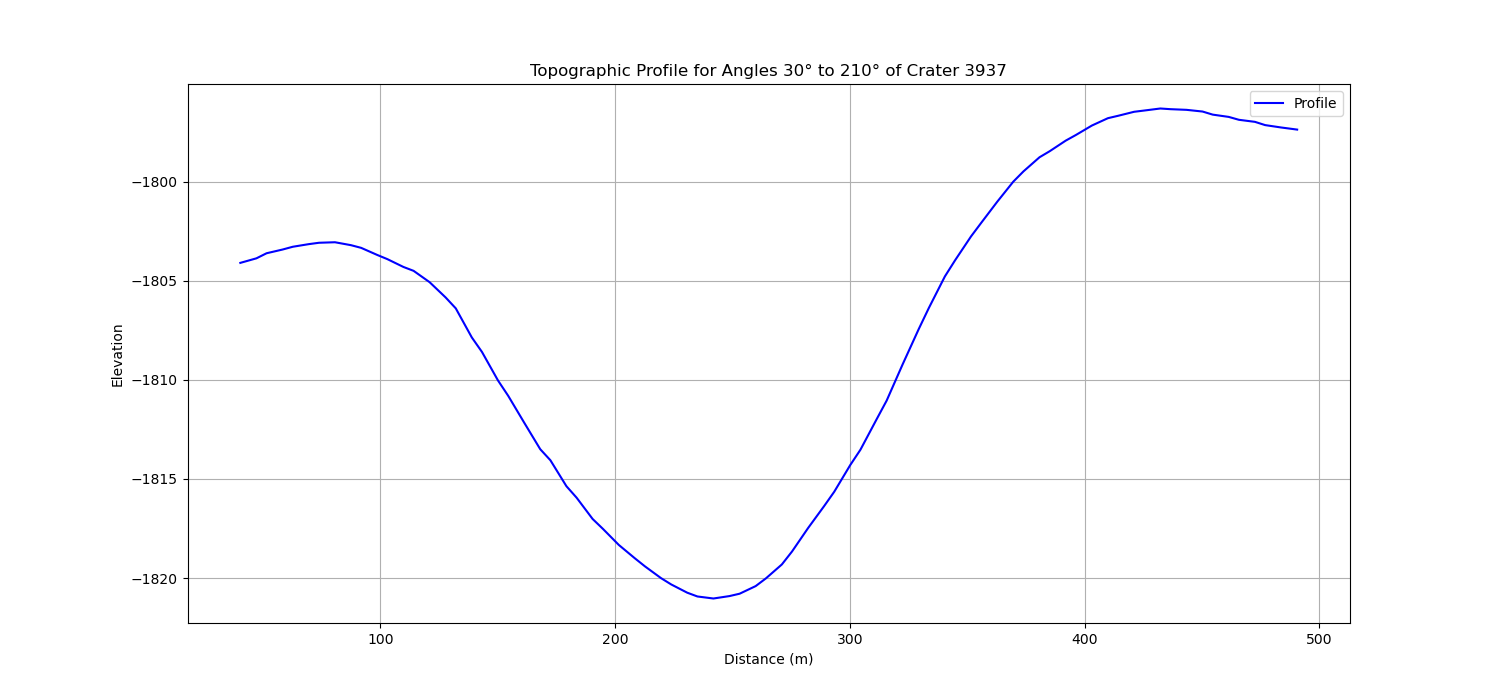 Topographic Profile for Angles 30° to 210° of Crater 3937
Profile
−1800
−1805
−1810
−1815
−1820
Elevation
100 200 300 400 500
Distance (m)